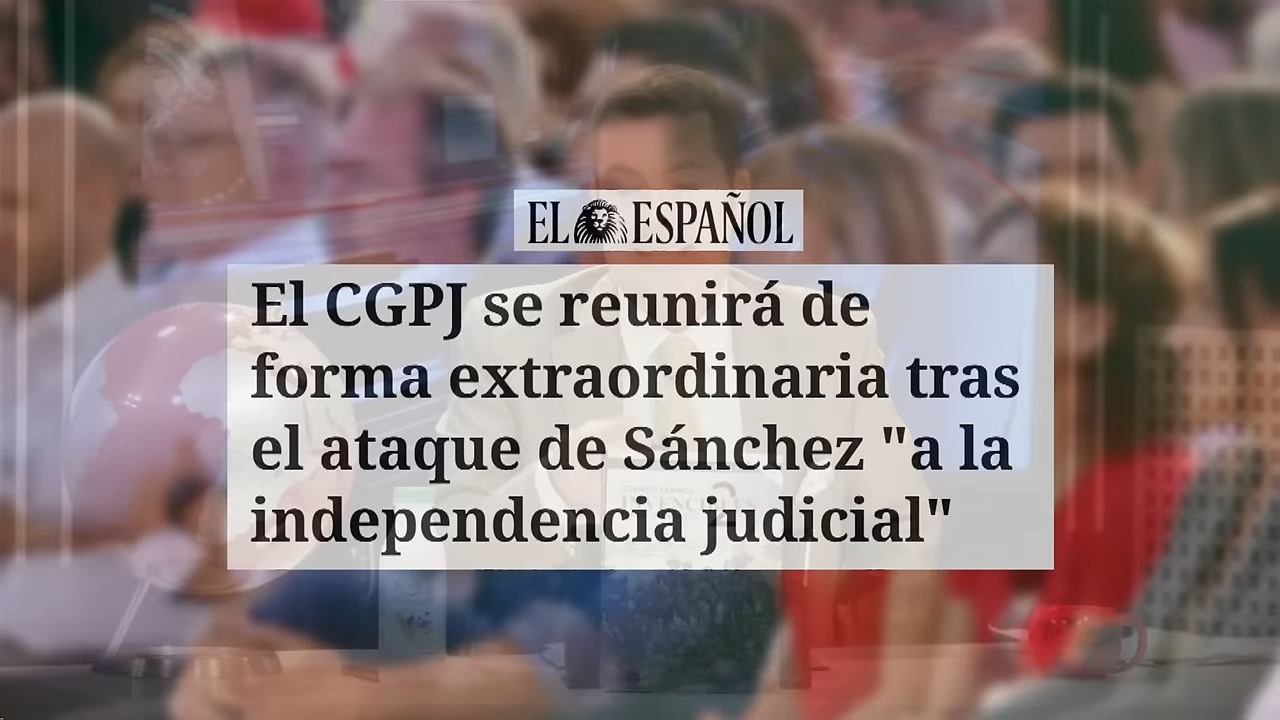 EL ESPAÑOL
El CGPJ se reunirá de
forma extraordinaria tras
el ataque de Sánchez "a la
independencia judicial"